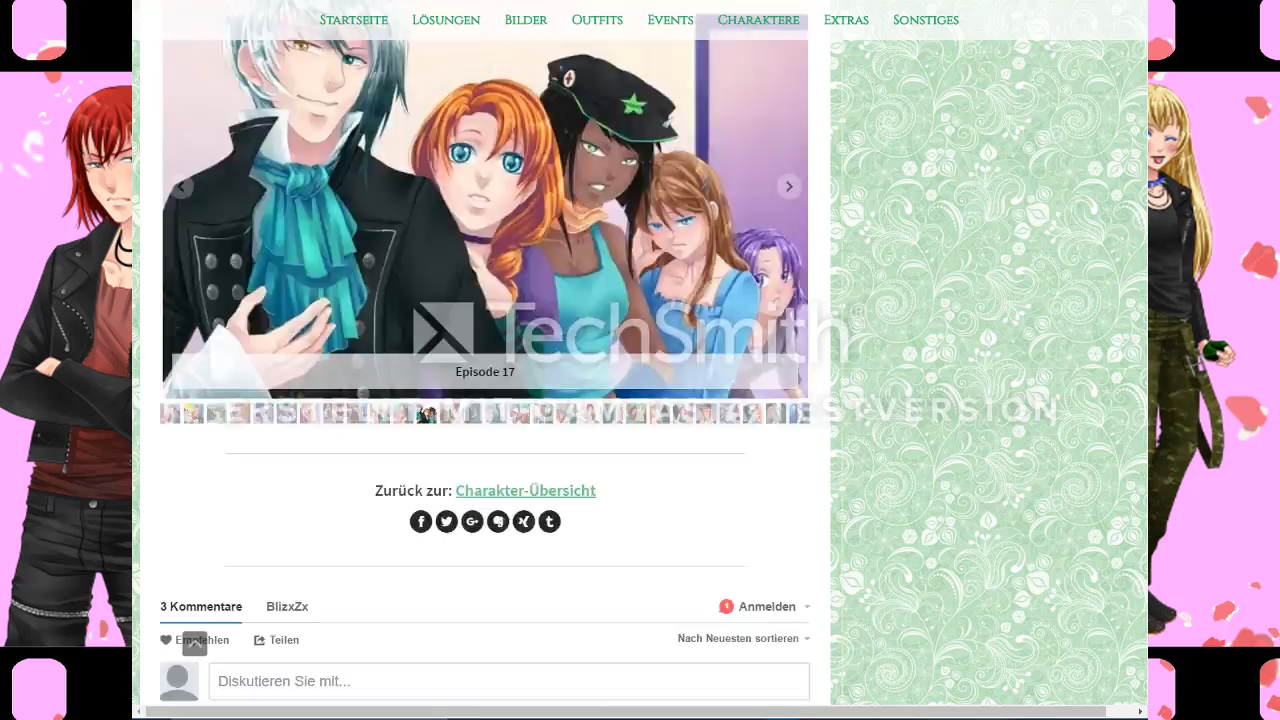 Startseite Lösungen Bilder Outfits Events Charaktere Extras Sonstiges
TechSmith
Episode 17
Zurück zur: Charakter-Übersicht
3 Kommentare BlizxZx 1 Anmelden
Empfehlen Teilen Nach Neuesten sortieren
Diskutieren Sie mit...